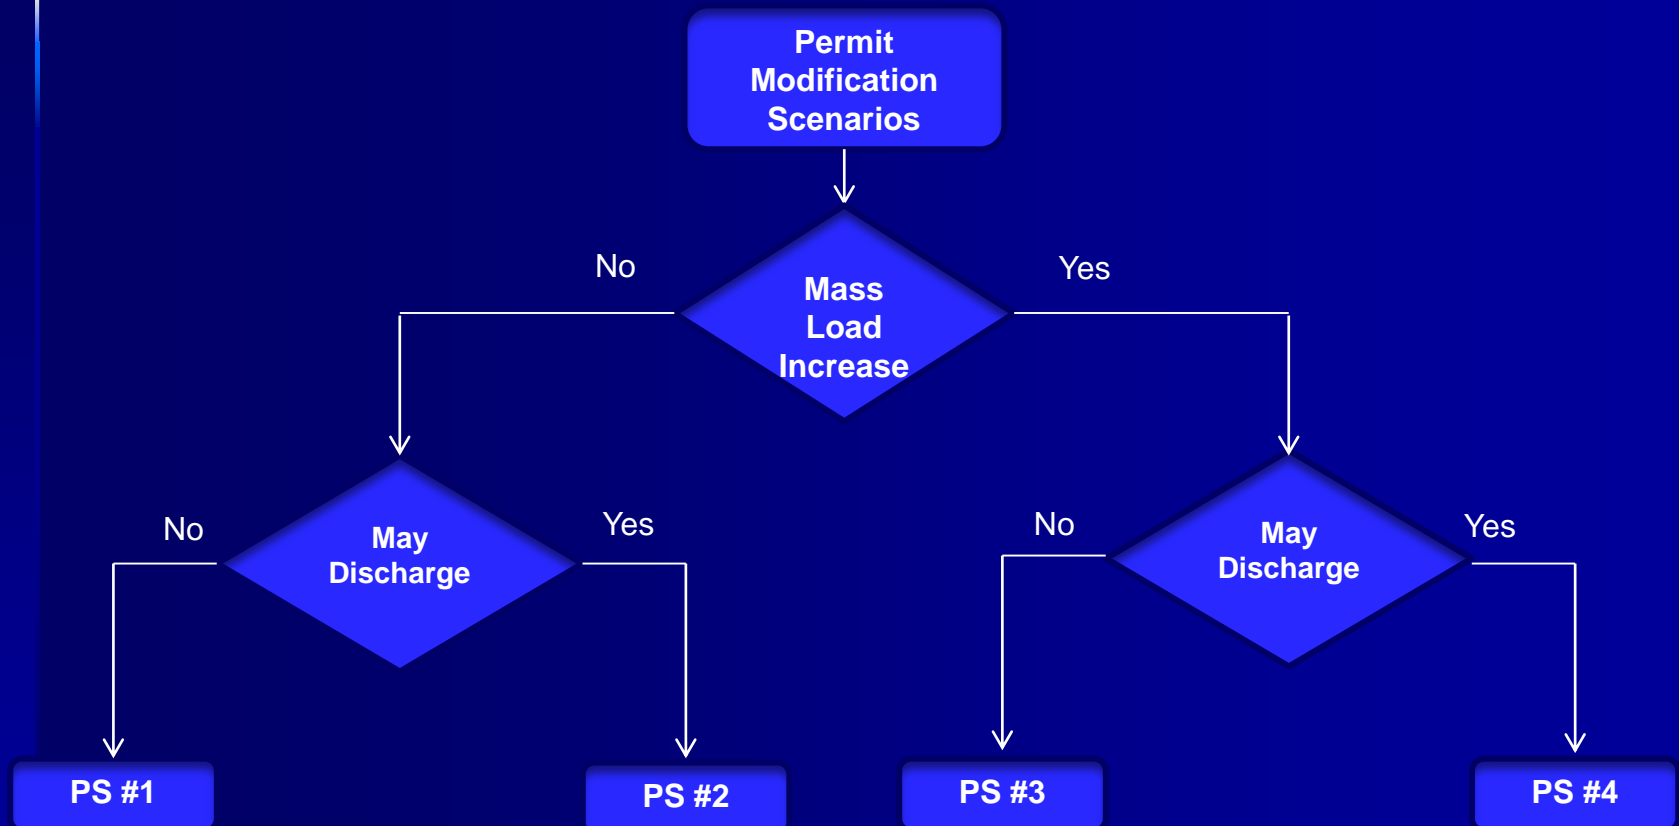 Permit
Modification
Scenarios
No
Yes
Mass
Load
Increase
No
May
Discharge
Yes
No
May
Discharge
Yes
PS #1
PS #2
PS #3
PS #4